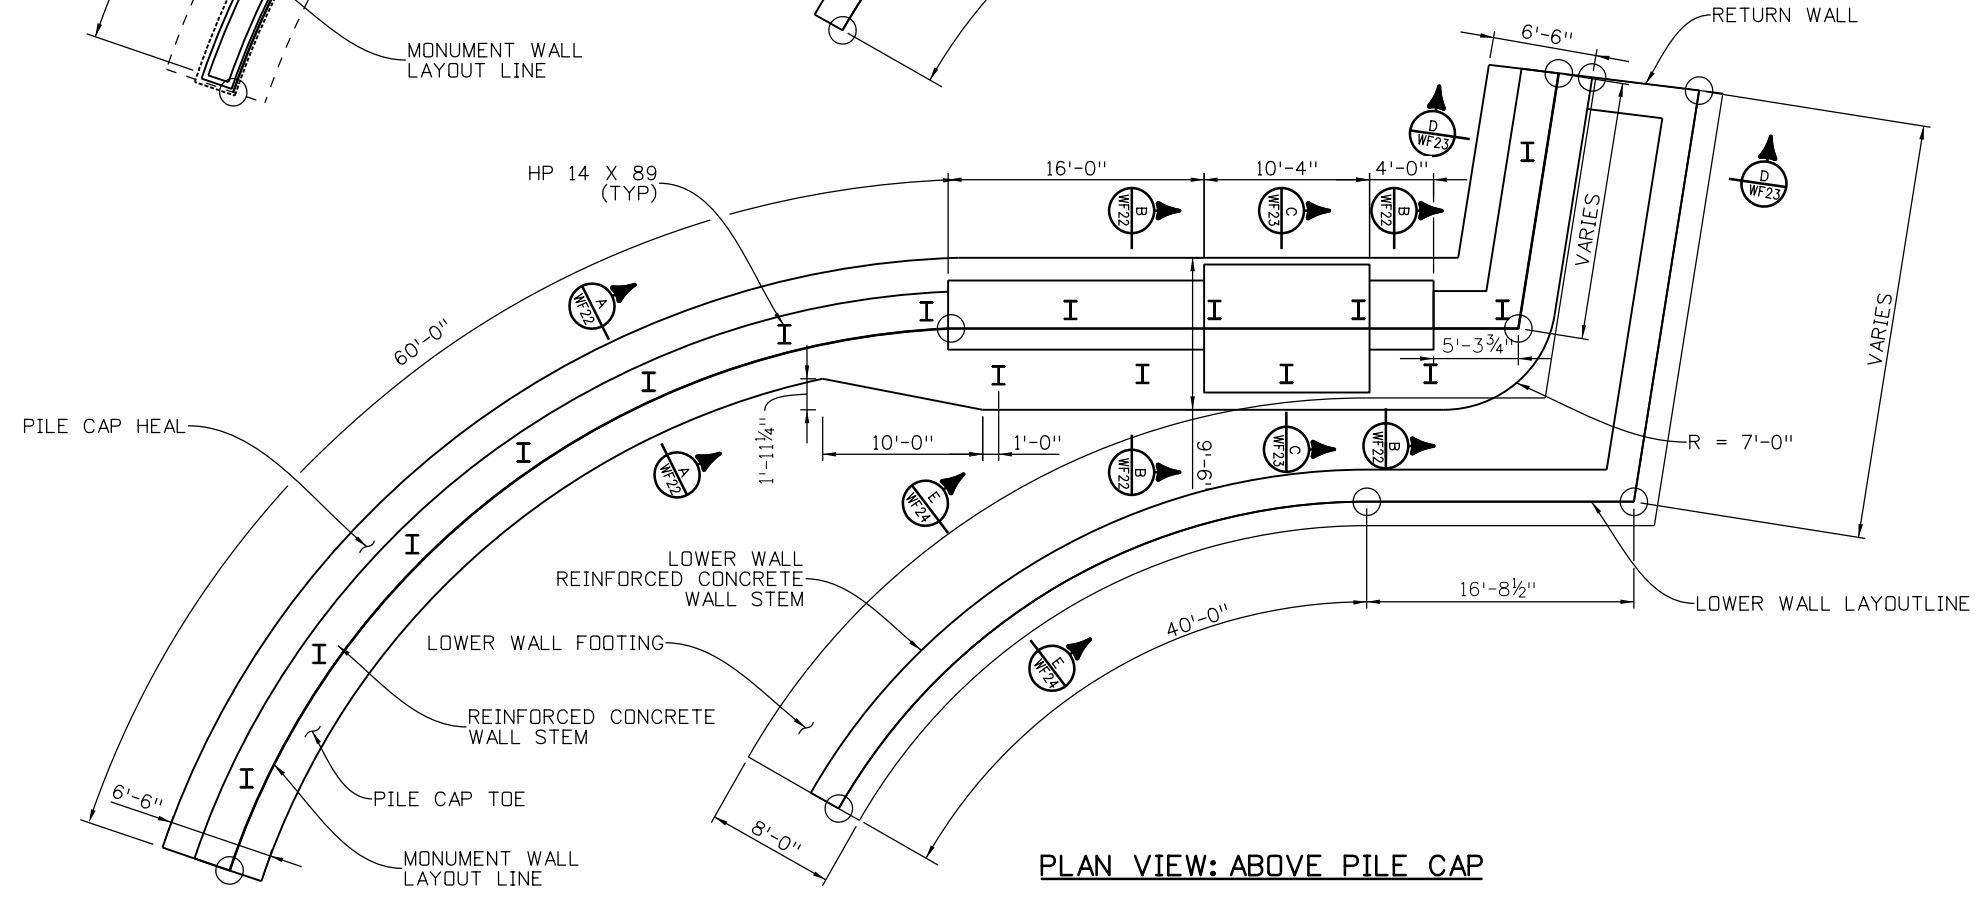 RETURN WALL
6'-6"
MONUMENT WALL
LAYOUT LINE
D
WF23
HP 14 X 89
(TYP)
16'-0"
10'-4"
4'-0"
D
WF23
B
WF22
C
WF23
B
WF22
VARIES
A
WF22
60'-0"
VARIES
5'-3¾"
PILE CAP HEAL
1'-11¼"
10'-0"
1'-0"
9'-6"
R = 7'-0"
A
WF22
B
WF22
C
WF23
B
WF22
E
WF24
LOWER WALL
REINFORCED CONCRETE
WALL STEM
16'-8½"
LOWER WALL LAYOUTLINE
40'-0"
LOWER WALL FOOTING
E
WF24
REINFORCED CONCRETE
WALL STEM
6'-6"
PILE CAP TOE
8'-0"
MONUMENT WALL
LAYOUT LINE
PLAN VIEW: ABOVE PILE CAP